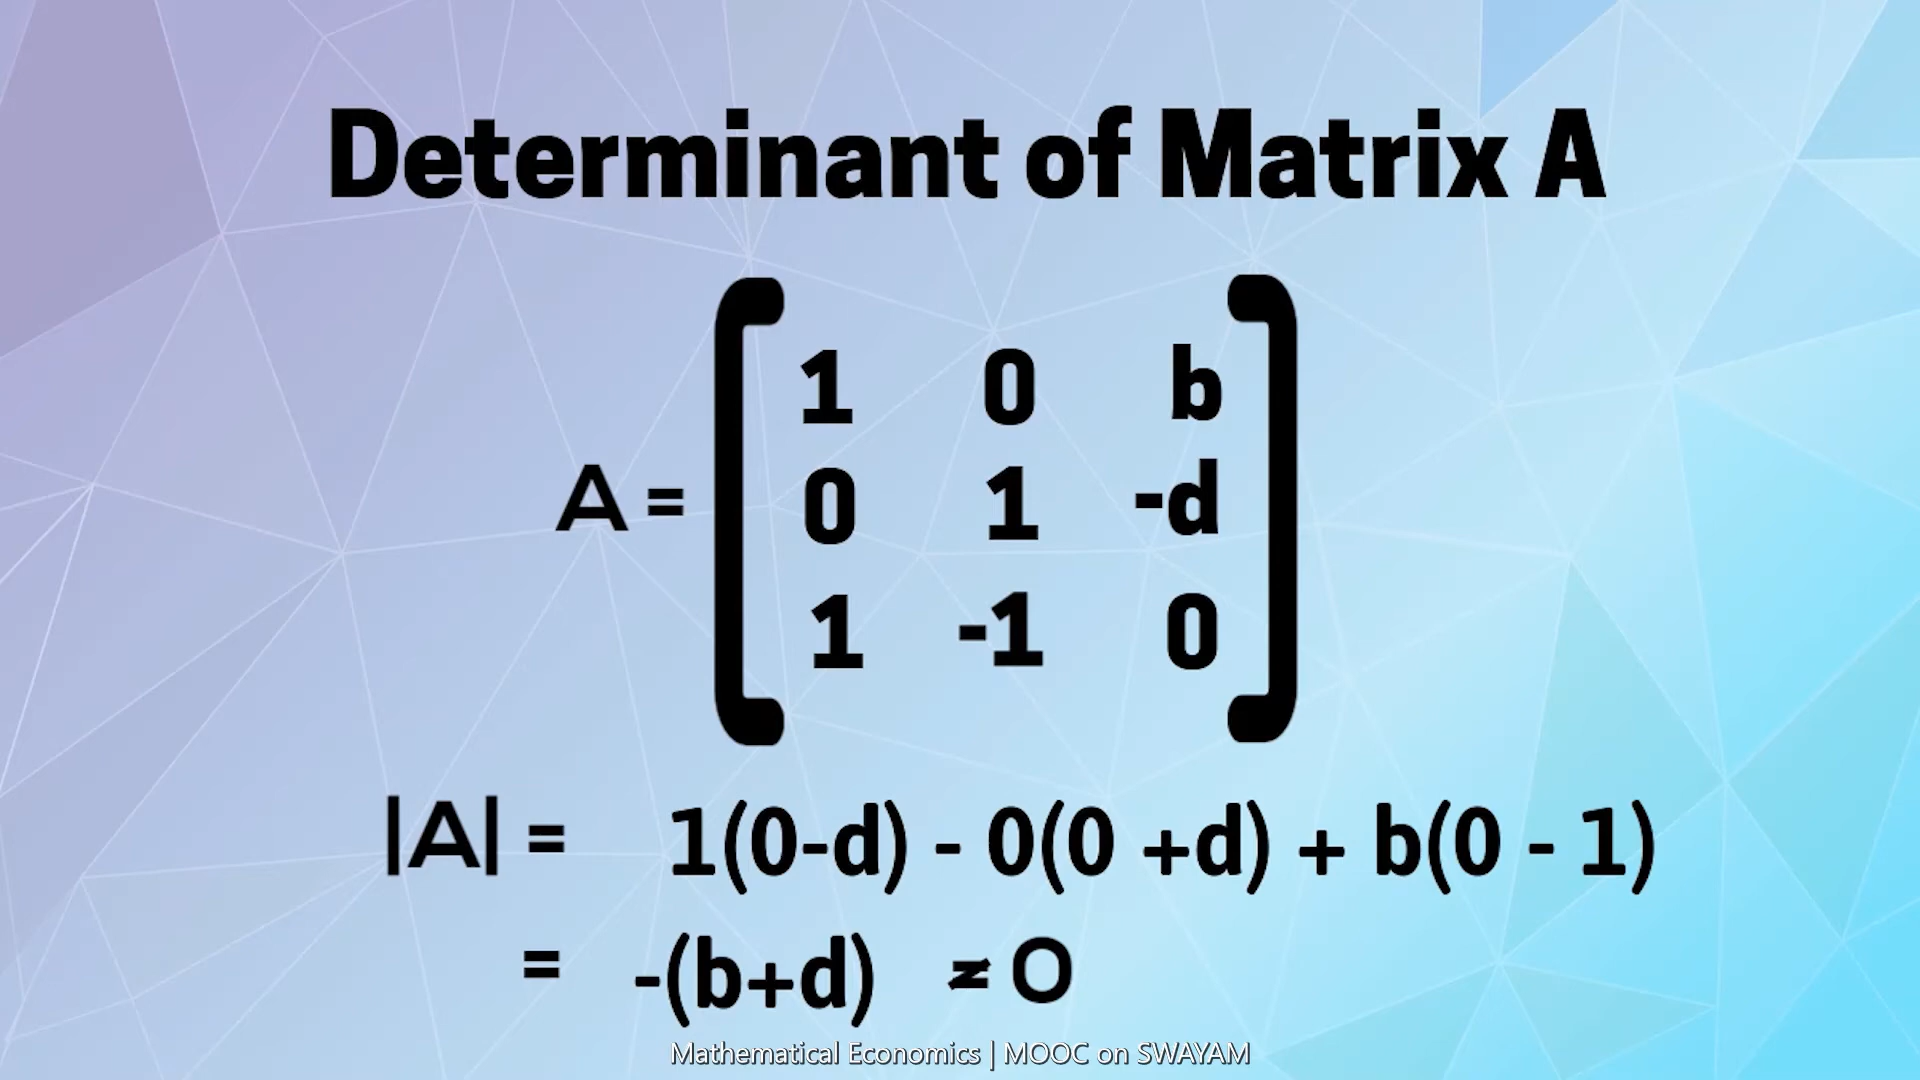 Determinant of Matrix A
1 0 b
A = 0 1 -d
1 -1 0
|A| = 1(0-d) - 0(0 +d) + b(0 - 1)
= -(b+d) ≠ 0
Mathematical Economics | MOOC on SWAYAM